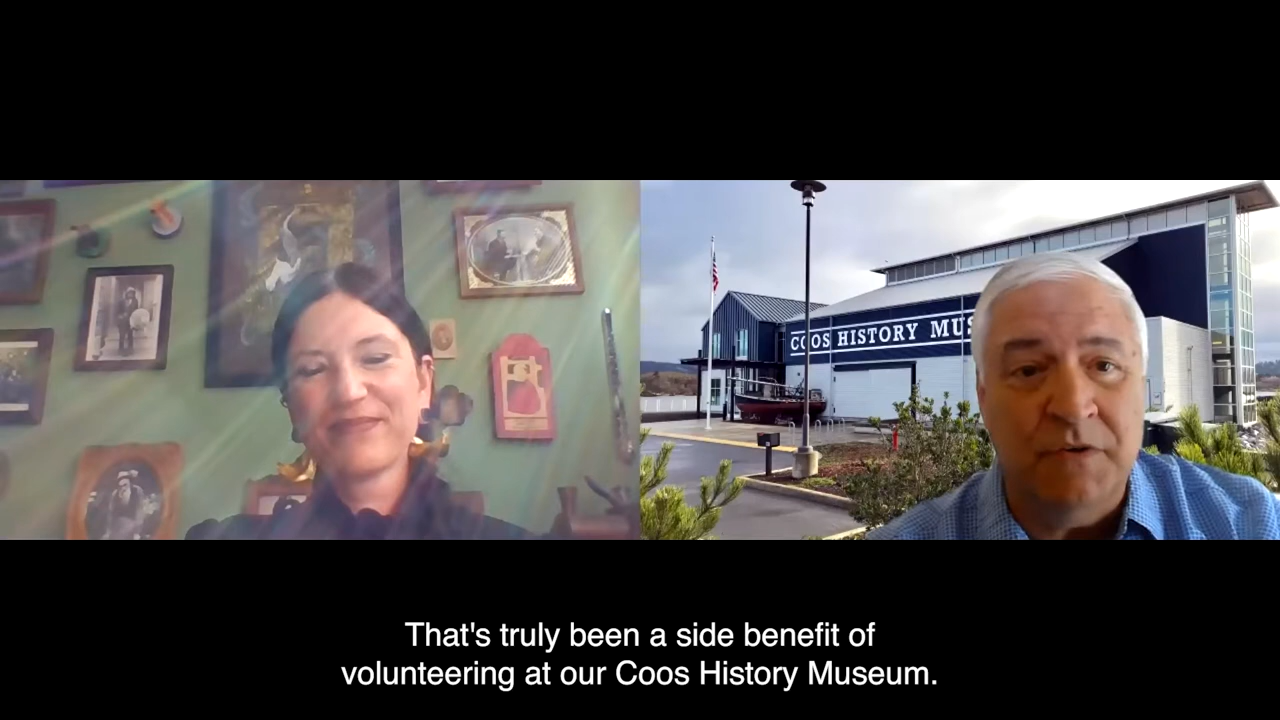 COOS HISTORY MUS
That's truly been a side benefit of
volunteering at our Coos History Museum.